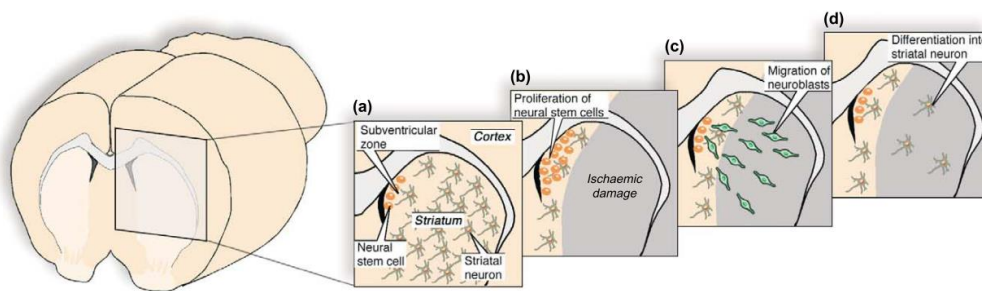 (a)
Subventricular
zone
Cortex
Striatum
Neural
stem cell
Striatal
neuron
(b)
Proliferation of
neural stem cells
Ischaemic
damage
(c)
Migration of
neuroblasts
(d)
Differentiation int
striatal neuron